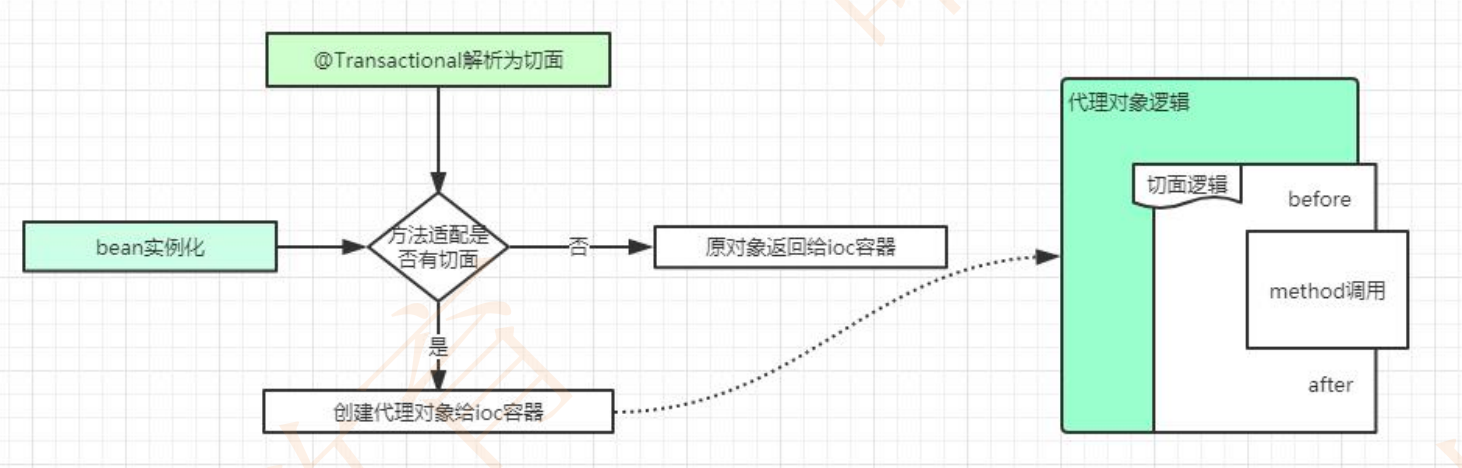 @Transactional解析为切面
代理对象逻辑
切面逻辑
before
bean实例化
方法适配是
否有切面
否
原对象返回给ioc容器
method调用
是
创建代理对象给ioc容器
after